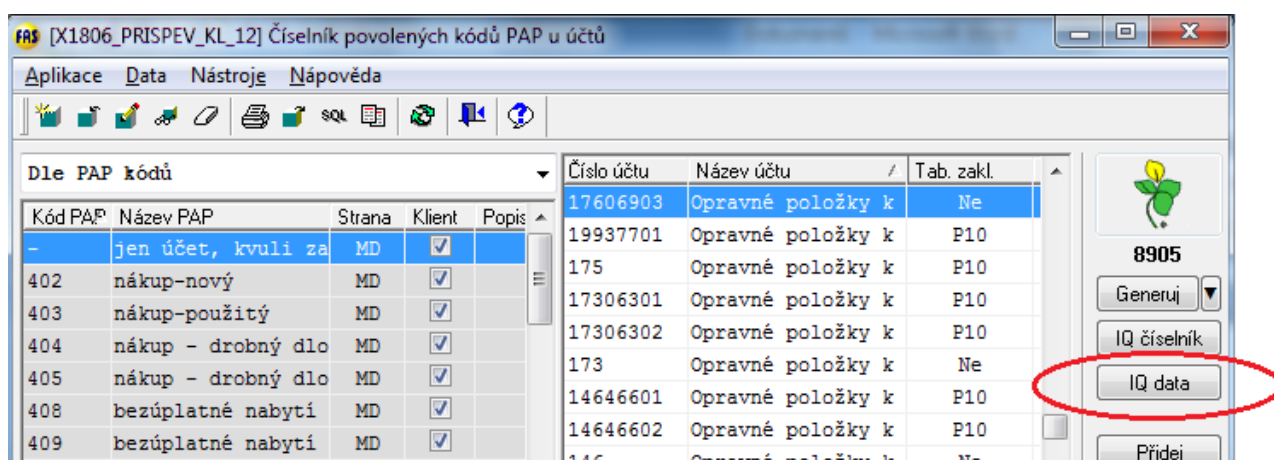 FAS [X1806_PRISPEV_KL_12] Číselník povolených kódů PAP u účtů
Aplikace Data Nástroje Nápověda
SQL
Dle PAP kódů
Kód PAP Název PAP Strana Klient Popis
- jen účet, kvuli za MD
402 nákup-nový MD
403 nákup-použitý MD
404 nákup - drobný dlo MD
405 nákup - drobný dlo MD
408 bezúplatné nabytí MD
409 bezúplatné nabytí MD
Číslo účtu Název účtu Tab. zakl.
17606903 Opravné položky k Ne
19937701 Opravné položky k P10
175 Opravné položky k P10
17306301 Opravné položky k P10
17306302 Opravné položky k P10
173 Opravné položky k Ne
14646601 Opravné položky k P10
14646602 Opravné položky k P10
146 Opravné položky k Ne
8905
Generuj
IQ číselník
IQ data
Přidej